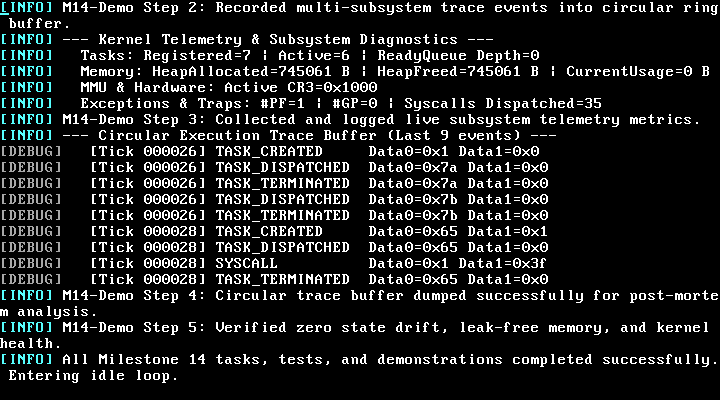 [INFO] M14-Demo Step 2: Recorded multi-subsystem trace events into circular ring
 buffer.
[INFO] --- Kernel Telemetry & Subsystem Diagnostics ---
[INFO]   Tasks: Registered=7 | Active=6 | ReadyQueue Depth=0
[INFO]   Memory: HeapAllocated=745061 B | HeapFreed=745061 B | CurrentUsage=0 B
[INFO]   MMU & Hardware: Active CR3=0x1000
[INFO]   Exceptions & Traps: #PF=1 | #GP=0 | Syscalls Dispatched=35
[INFO] M14-Demo Step 3: Collected and logged live subsystem telemetry metrics.
[INFO] --- Circular Execution Trace Buffer (Last 9 events) ---
[DEBUG]   [Tick 000026] TASK_CREATED     Data0=0x1 Data1=0x0
[DEBUG]   [Tick 000026] TASK_DISPATCHED  Data0=0x7a Data1=0x0
[DEBUG]   [Tick 000026] TASK_TERMINATED  Data0=0x7a Data1=0x0
[DEBUG]   [Tick 000026] TASK_DISPATCHED  Data0=0x7b Data1=0x0
[DEBUG]   [Tick 000026] TASK_TERMINATED  Data0=0x7b Data1=0x0
[DEBUG]   [Tick 000028] TASK_CREATED     Data0=0x65 Data1=0x1
[DEBUG]   [Tick 000028] TASK_DISPATCHED  Data0=0x65 Data1=0x0
[DEBUG]   [Tick 000028] SYSCALL          Data0=0x1 Data1=0x3f
[DEBUG]   [Tick 000028] TASK_TERMINATED  Data0=0x65 Data1=0x0
[INFO] M14-Demo Step 4: Circular trace buffer dumped successfully for post-morte
m analysis.
[INFO] M14-Demo Step 5: Verified zero state drift, leak-free memory, and kernel
health.
[INFO] All Milestone 14 tasks, tests, and demonstrations completed successfully.
 Entering idle loop.